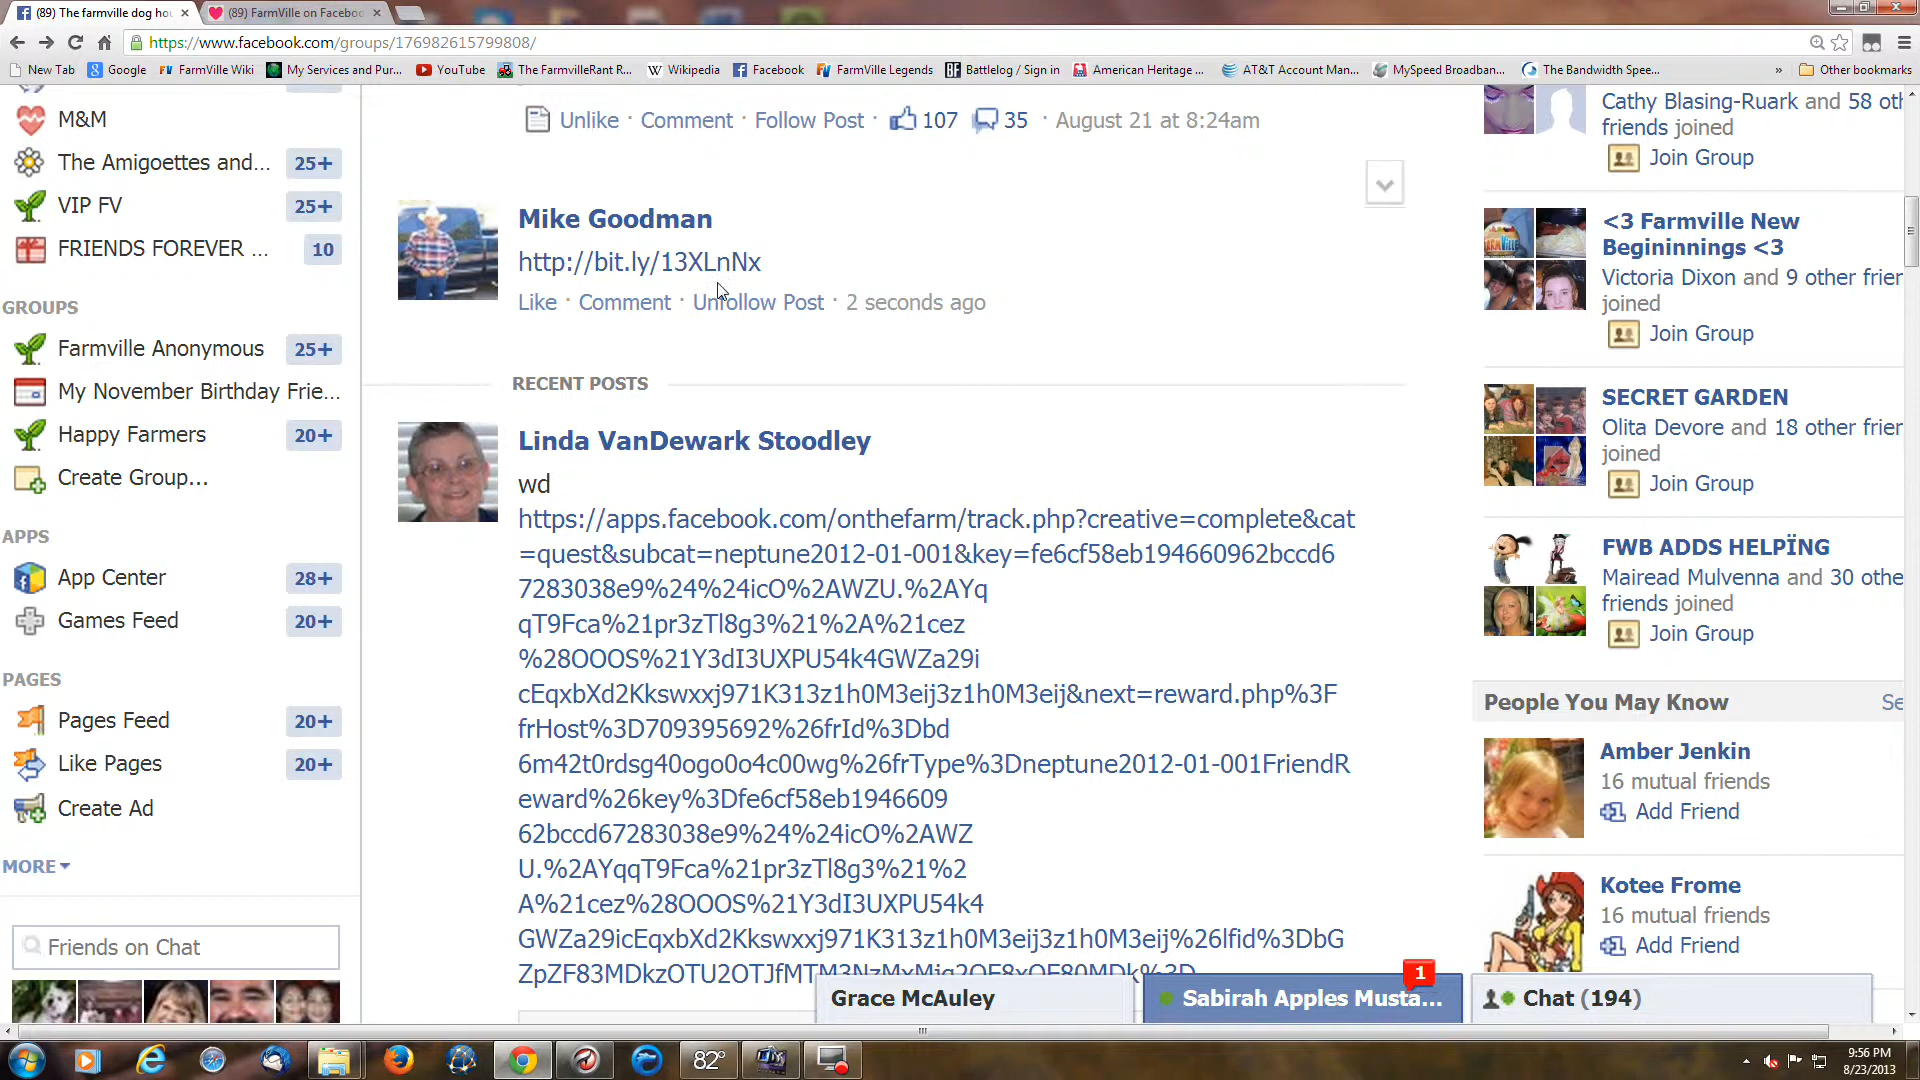 (89) The farmville dog hou
(89) FarmVille on Facebo
https://www.facebook.com/groups/176982615799808/
New Tab
Google
FarmVille Wiki
My Services and Pur...
YouTube
The FarmvilleRant R...
Wikipedia
Facebook
FarmVille Legends
Battlelog / Sign in
American Heritage ...
AT&T Account Man...
MySpeed Broadban...
The Bandwidth Spee...
»
Other bookmarks
M&M
The Amigoettes and... 25+
VIP FV 25+
FRIENDS FOREVER ... 10
GROUPS
Farmville Anonymous 25+
My November Birthday Frie...
Happy Farmers 20+
Create Group...
APPS
App Center 28+
Games Feed 20+
PAGES
Pages Feed 20+
Like Pages 20+
Create Ad
MORE
Friends on Chat
Unlike · Comment · Follow Post · 107 35 · August 21 at 8:24am
Mike Goodman
http://bit.ly/13XLnNx
Like · Comment · Unfollow Post · 2 seconds ago
RECENT POSTS
Linda VanDewark Stoodley
wd
https://apps.facebook.com/onthefarm/track.php?creative=complete&cat
=quest&subcat=neptune2012-01-001&key=fe6cf58eb194660962bccd6
7283038e9%24%24icO%2AWZU.%2AYq
qT9Fca%21pr3zTl8g3%21%2A%21cez
%28OOOS%21Y3dI3UXPU54k4GWZa29i
cEqxbXd2Kkswxxj971K313z1h0M3eij3z1h0M3eij&next=reward.php%3F
frHost%3D709395692%26frId%3Dbd
6m42t0rdsg40ogo0o4c00wg%26frType%3Dneptune2012-01-001FriendR
eward%26key%3Dfe6cf58eb1946609
62bccd67283038e9%24%24icO%2AWZ
U.%2AYqqT9Fca%21pr3zTl8g3%21%2
A%21cez%28OOOS%21Y3dI3UXPU54k4
GWZa29icEqxbXd2Kkswxxj971K313z1h0M3eij3z1h0M3eij%26lfid%3DbG
Cathy Blasing-Ruark and 58 oth
friends joined
Join Group
<3 Farmville New
Begininnings <3
Victoria Dixon and 9 other frier
joined
Join Group
SECRET GARDEN
Olita Devore and 18 other frier
joined
Join Group
FWB ADDS HELPÏNG
Mairead Mulvenna and 30 othe
friends joined
Join Group
People You May Know Se
Amber Jenkin
16 mutual friends
Add Friend
Kotee Frome
16 mutual friends
Add Friend
Grace McAuley
Sabirah Apples Musta... 1
Chat (194)
82°
9:56 PM
8/23/2013